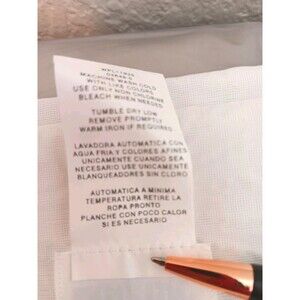 MACHINE WASH COLD
WITH LIKE COLORS
USE ONLY NON CHLORINE
BLEACH WHEN NEEDED
TUMBLE DRY LOW
REMOVE PROMPTLY
WARM IRON IF REQUIRED
LAVADORA AUTOMATICA CON
AGUA FRIA Y COLORES AFINES
UNICAMENTE CUANDO SEA
NECESARIO USE UNICAMENTE
BLANQUEADORES SIN CLORO
AUTOMATICA A MINIMA
TEMPERATURA RETIRE LA
ROPA PRONTO
PLANCHE CON POCO CALOR
SI ES NECESARIO